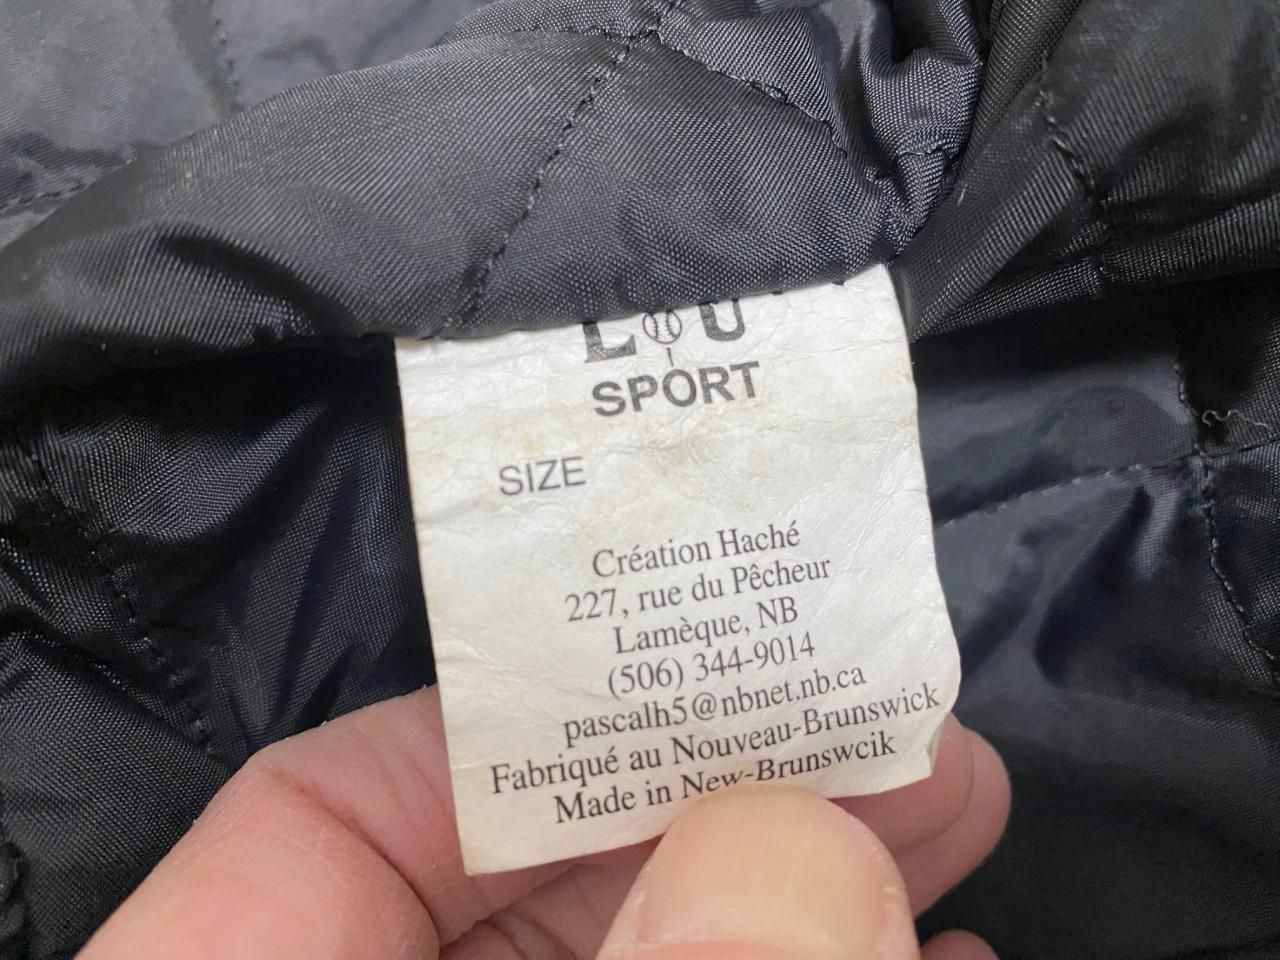 LOU
SPORT
SIZE
Création Haché
227, rue du Pêcheur
Lamèque, NB
(506) 344-9014
pascalh5@nbnet.nb.ca
Fabriqué au Nouveau-Brunswick
Made in New-Brunswcik